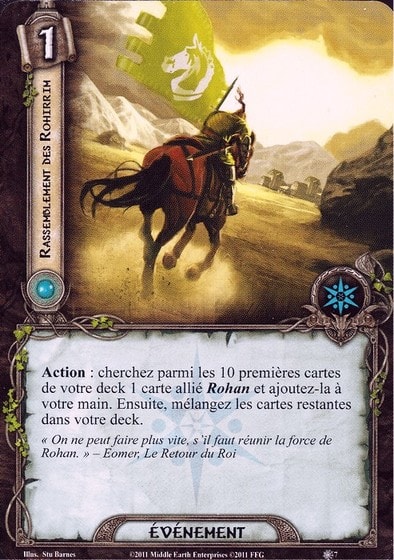 1
RASSEMBLEMENT DES ROHIRRIM
Action : cherchez parmi les 10 premières cartes
de votre deck 1 carte allié Rohan et ajoutez-la à
votre main. Ensuite, mélangez les cartes restantes
dans votre deck.
« On ne peut faire plus vite, s'il faut réunir la force de
Rohan. » – Eomer, Le Retour du Roi
ÉVÉNEMENT
Illus. Stu Barnes
©2011 Middle Earth Enterprises ©2011 FFG
7